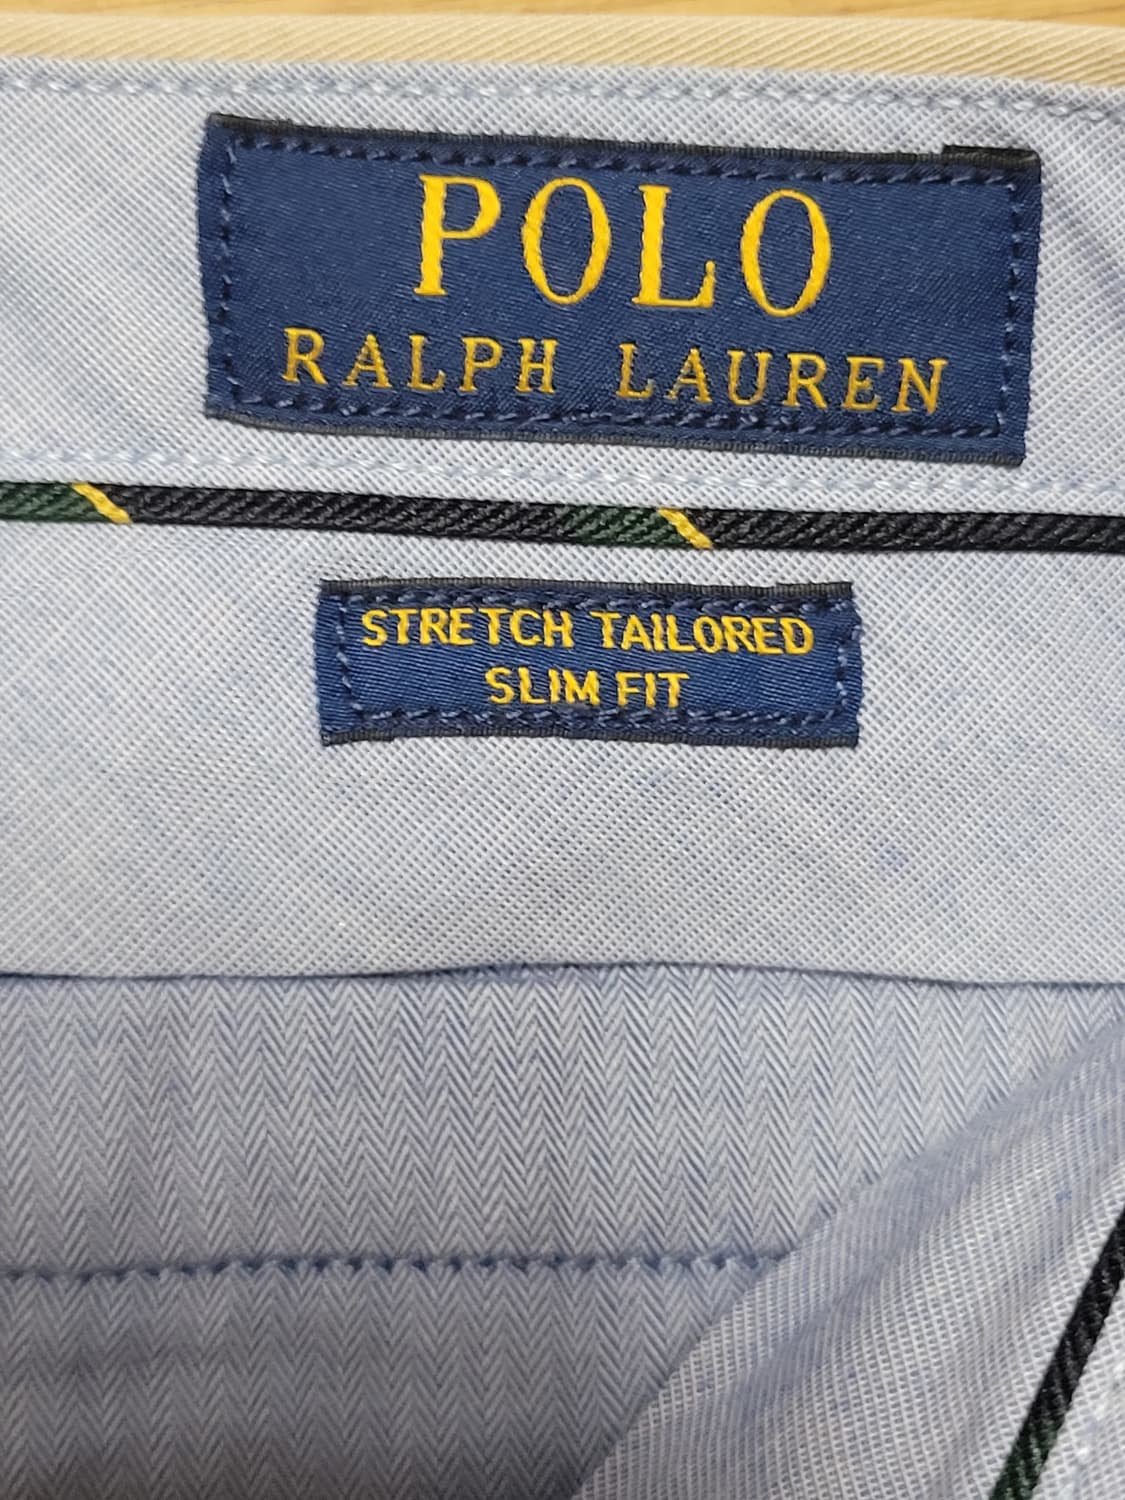 POLO
RALPH LAUREN
STRETCH TAILORED
SLIM FIT